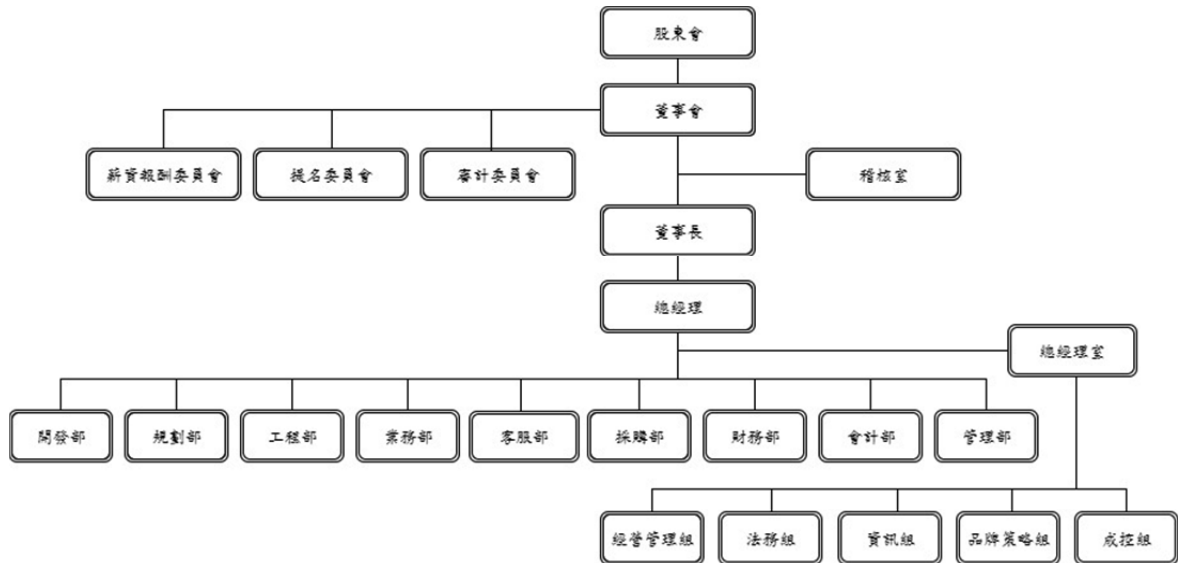 股東會
董事會
薪資報酬委員會
提名委員會
審計委員會
稽核室
董事長
總經理
總經理室
開發部
規劃部
工程部
業務部
客服部
採購部
財務部
會計部
管理部
經營管理組
法務組
資訊組
品牌策略組
成控組